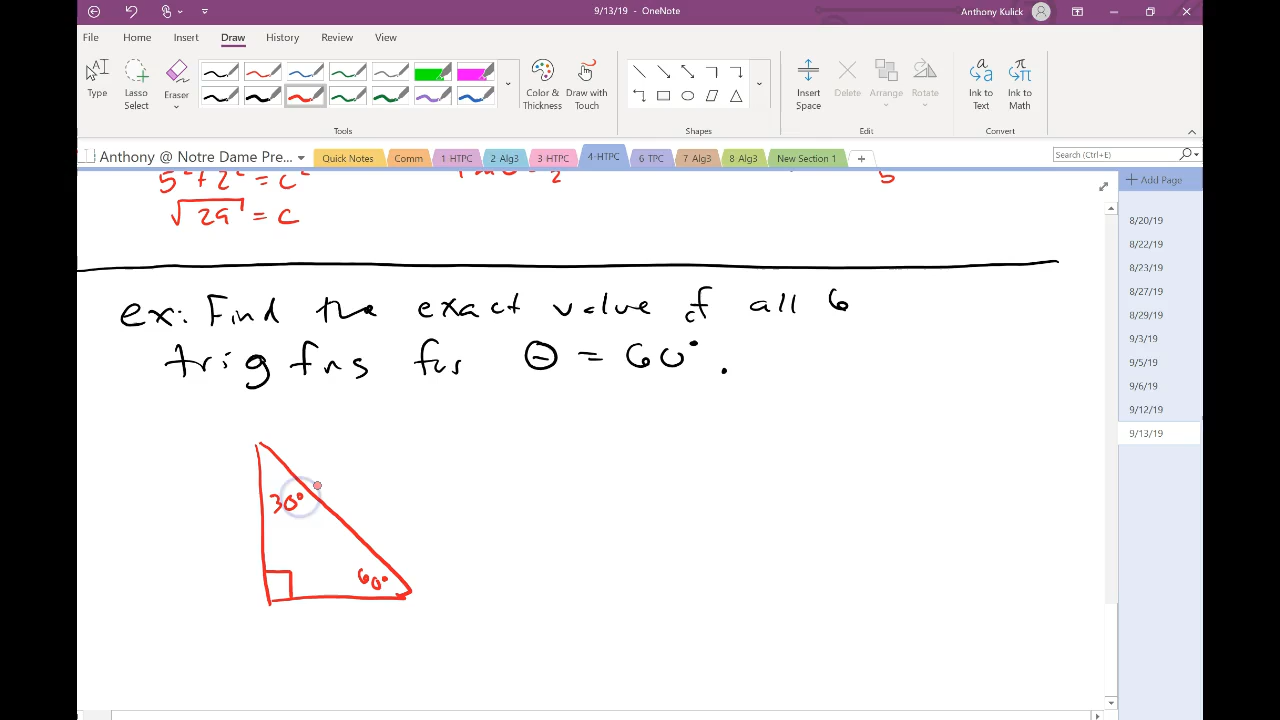 9/13/19 - OneNote
Anthony Kulick
File Home Insert Draw History Review View
Type
Lasso Select
Eraser
Color & Thickness
Draw with Touch
Insert Space
Delete
Arrange
Rotate
Ink to Text
Ink to Math
Tools
Shapes
Edit
Convert
Anthony @ Notre Dame Pre...
Quick Notes Comm 1 HTPC 2 Alg3 3 HTPC 4-HTPC 6 TPC 7 Alg3 8 Alg3 New Section 1
Search (Ctrl+E)
Add Page
8/20/19
8/22/19
8/23/19
8/27/19
8/29/19
9/3/19
9/5/19
9/6/19
9/12/19
9/13/19
5² + 2² = c²
√29 = c
2
5
ex: Find the exact value of all 6
trig fns for θ = 60°.
30°
60°